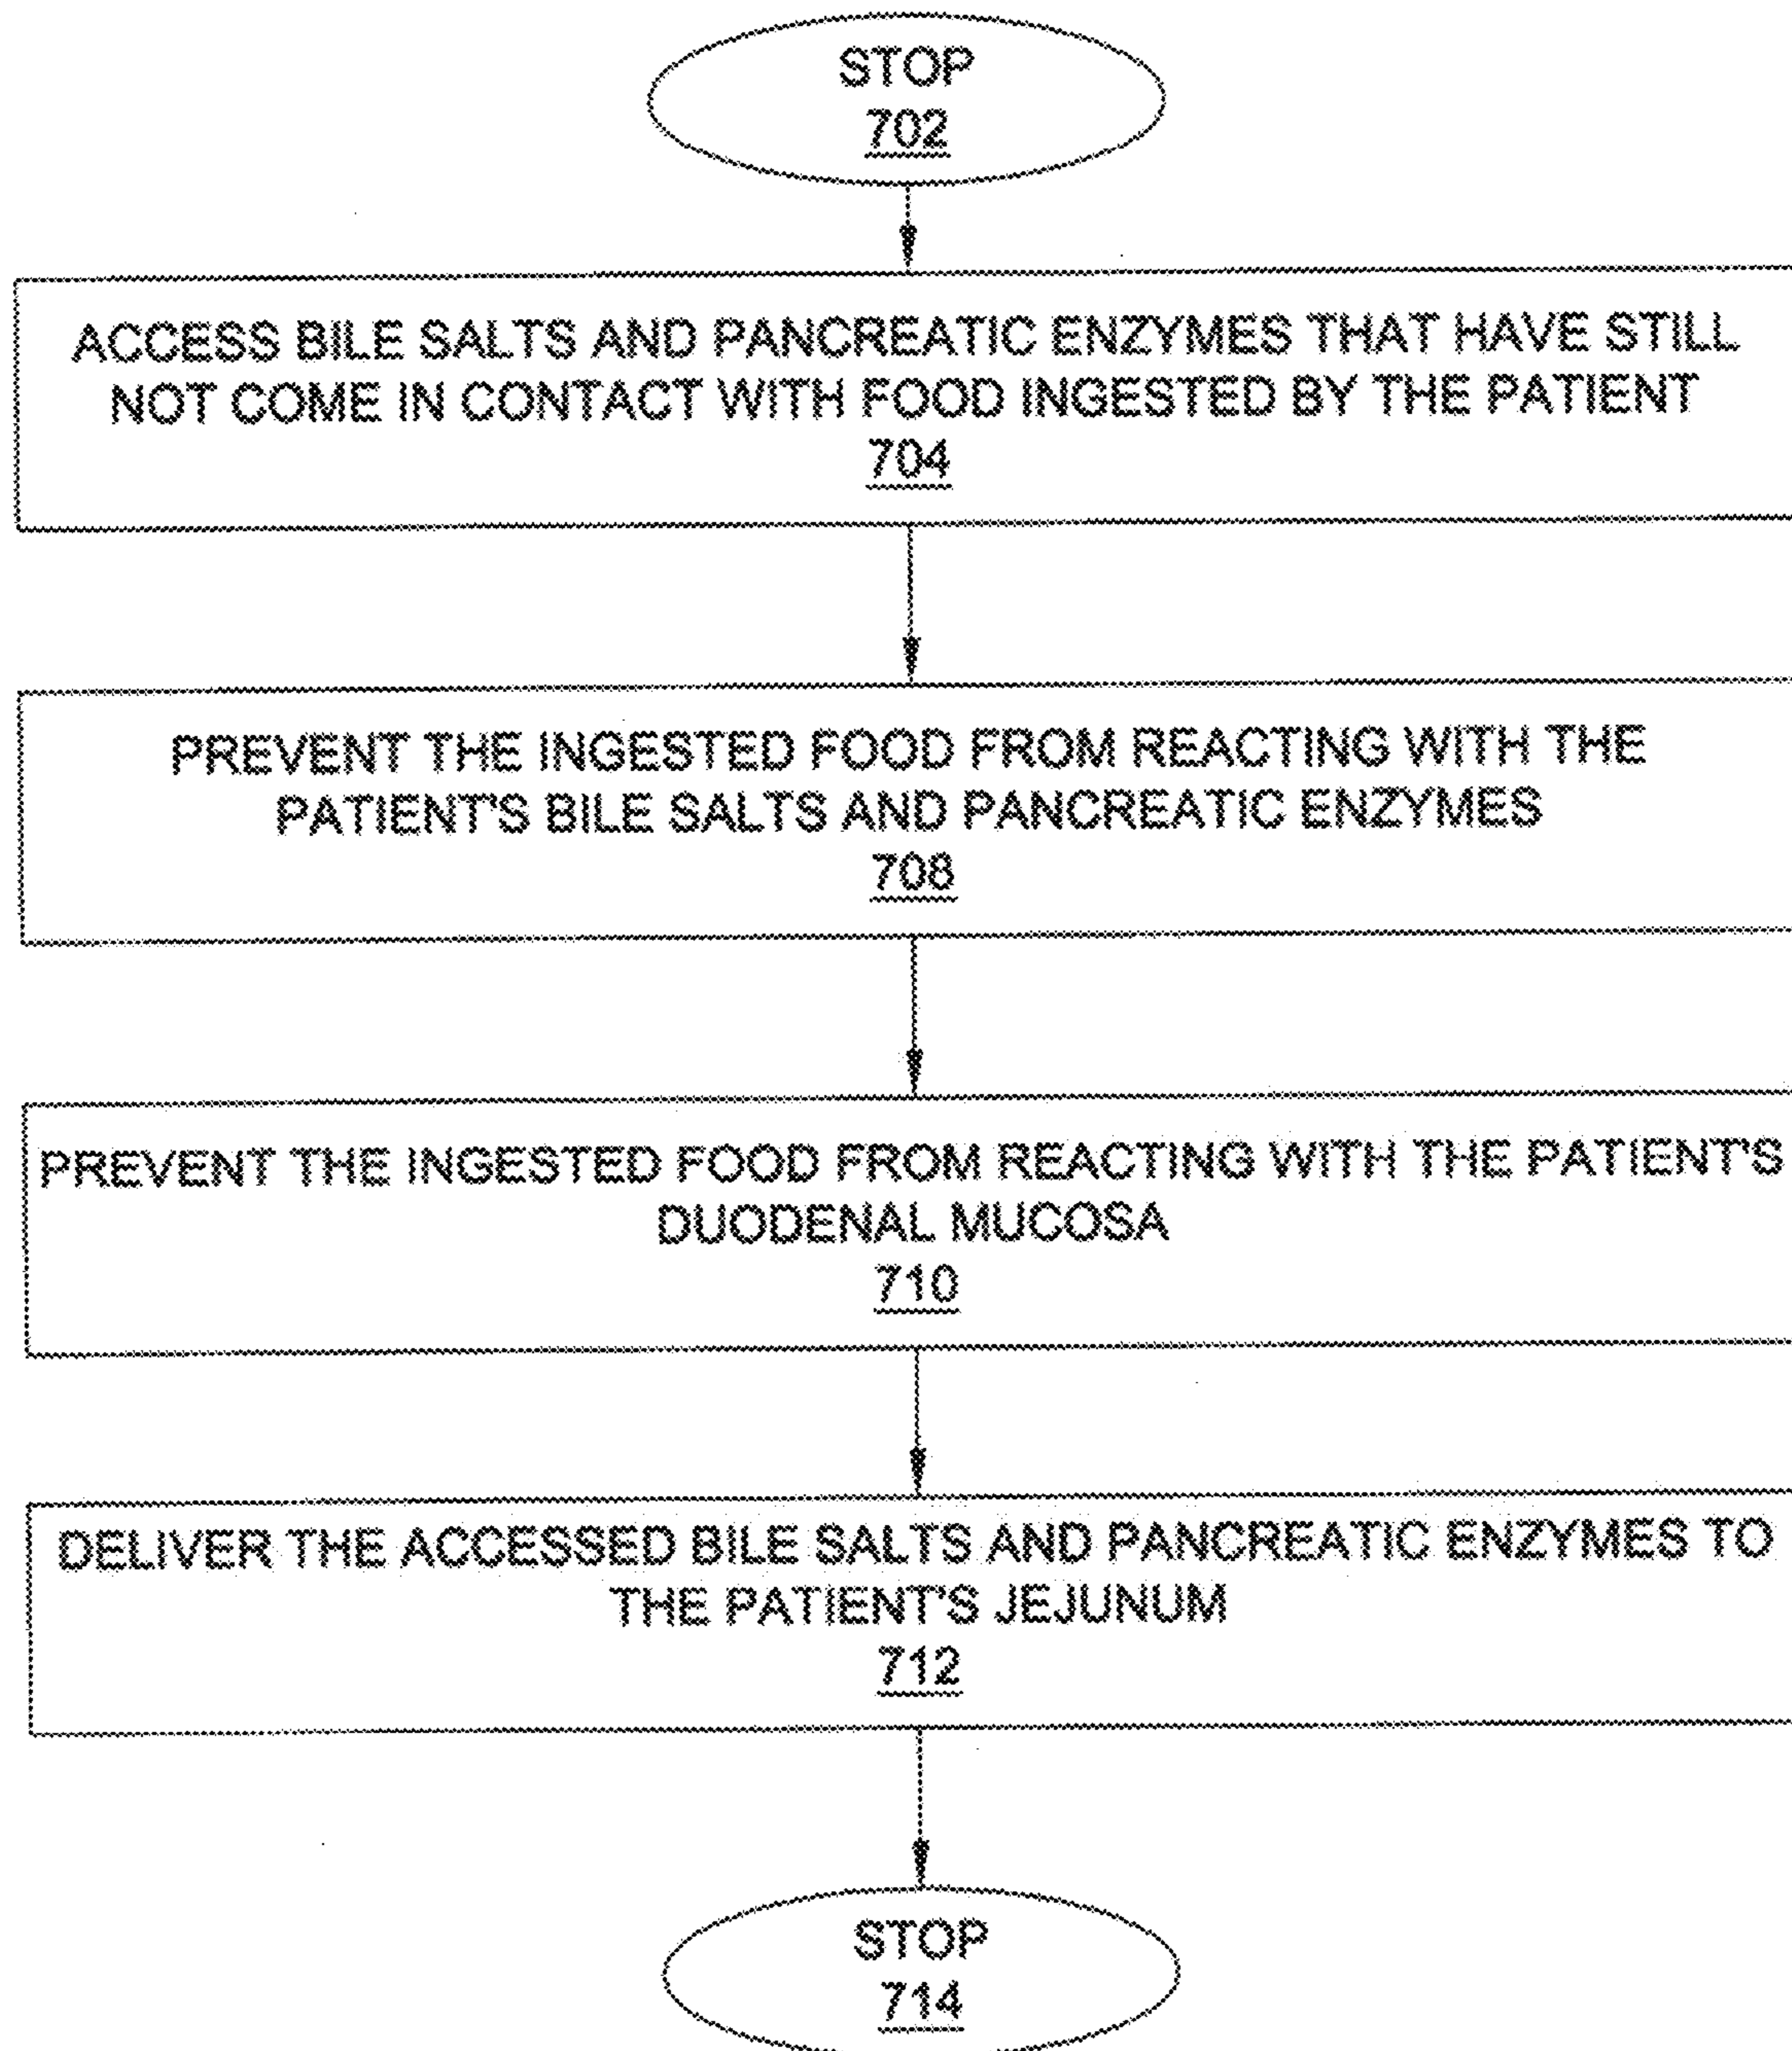 STOP
702
ACCESS BILE SALTS AND PANCREATIC ENZYMES THAT HAVE STILL
NOT COME IN CONTACT WITH FOOD INGESTED BY THE PATIENT
704
PREVENT THE INGESTED FOOD FROM REACTING WITH THE
PATIENT'S BILE SALTS AND PANCREATIC ENZYMES
708
PREVENT THE INGESTED FOOD FROM REACTING WITH THE PATIENT'S
DUODENAL MUCOSA
710
DELIVER THE ACCESSED BILE SALTS AND PANCREATIC ENZYMES TO
THE PATIENT'S JEJUNUM
712
STOP
714